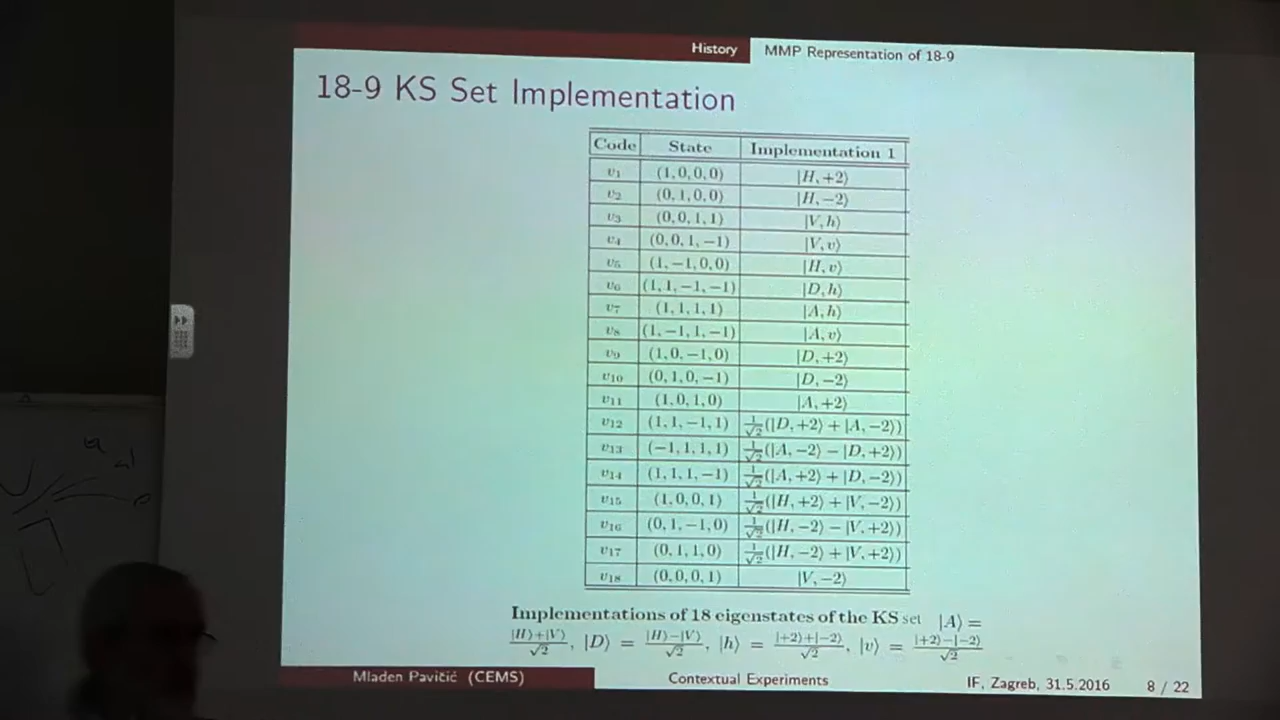 History MMP Representation of 18-9
18-9 KS Set Implementation
Code State Implementation 1
v₁ (1,0,0,0) |H,+2⟩
v₂ (0,1,0,0) |H,−2⟩
v₃ (0,0,1,1) |V,h⟩
v₄ (0,0,1,−1) |V,v⟩
v₅ (1,−1,0,0) |H,v⟩
v₆ (1,1,−1,−1) |D,h⟩
v₇ (1,1,1,1) |A,h⟩
v₈ (1,−1,1,−1) |A,v⟩
v₉ (1,0,−1,0) |D,+2⟩
v₁₀ (0,1,0,−1) |D,−2⟩
v₁₁ (1,0,1,0) |A,+2⟩
v₁₂ (1,1,−1,1) 1/√2(|D,+2⟩+|A,−2⟩)
v₁₃ (−1,1,1,1) 1/√2(|A,−2⟩−|D,+2⟩)
v₁₄ (1,1,1,−1) 1/√2(|A,+2⟩+|D,−2⟩)
v₁₅ (1,0,0,1) 1/√2(|H,+2⟩+|V,−2⟩)
v₁₆ (0,1,−1,0) 1/√2(|H,−2⟩−|V,+2⟩)
v₁₇ (0,1,1,0) 1/√2(|H,−2⟩+|V,+2⟩)
v₁₈ (0,0,0,1) |V,−2⟩
Implementations of 18 eigenstates of the KS set |A⟩ =
|H⟩+|V⟩/√2, |D⟩ = |H⟩−|V⟩/√2, |h⟩ = |+2⟩+|−2⟩/√2, |v⟩ = |+2⟩−|−2⟩/√2
Mladen Pavičić (CEMS) Contextual Experiments IF, Zagreb, 31.5.2016 8 / 22